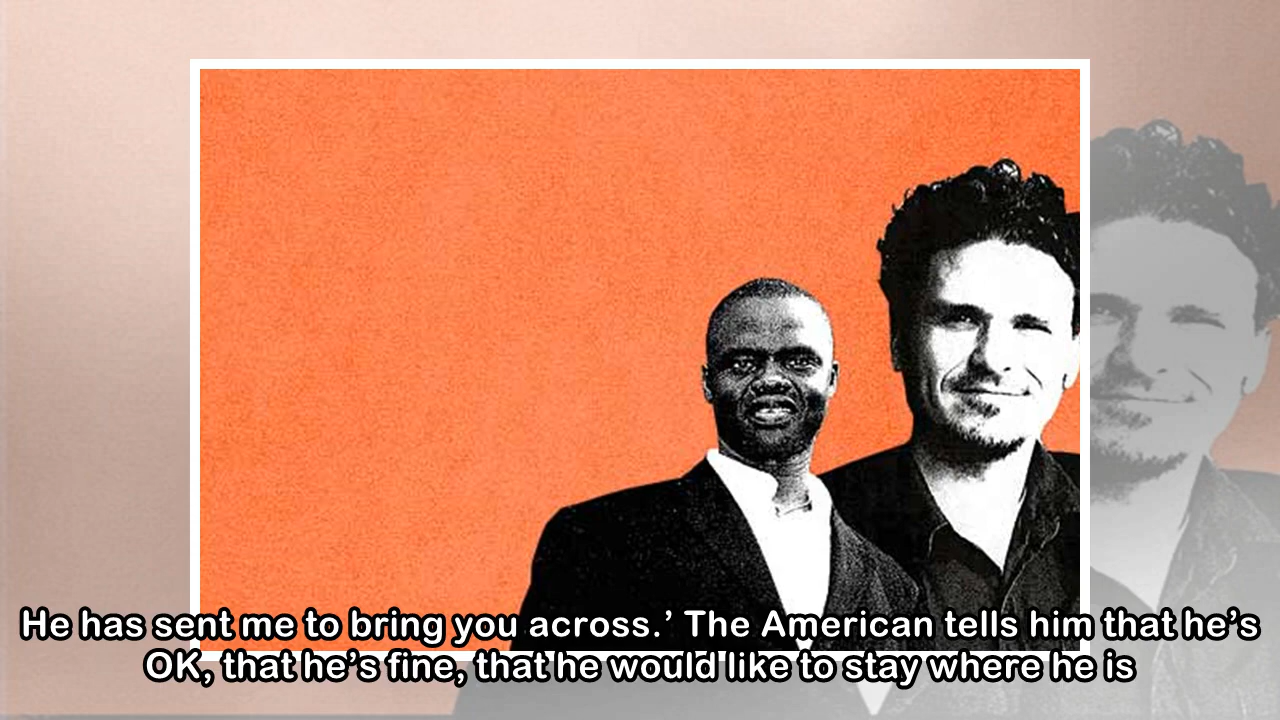 He has sent me to bring you across.’ The American tells him that he’s
OK, that he’s fine, that he would like to stay where he is